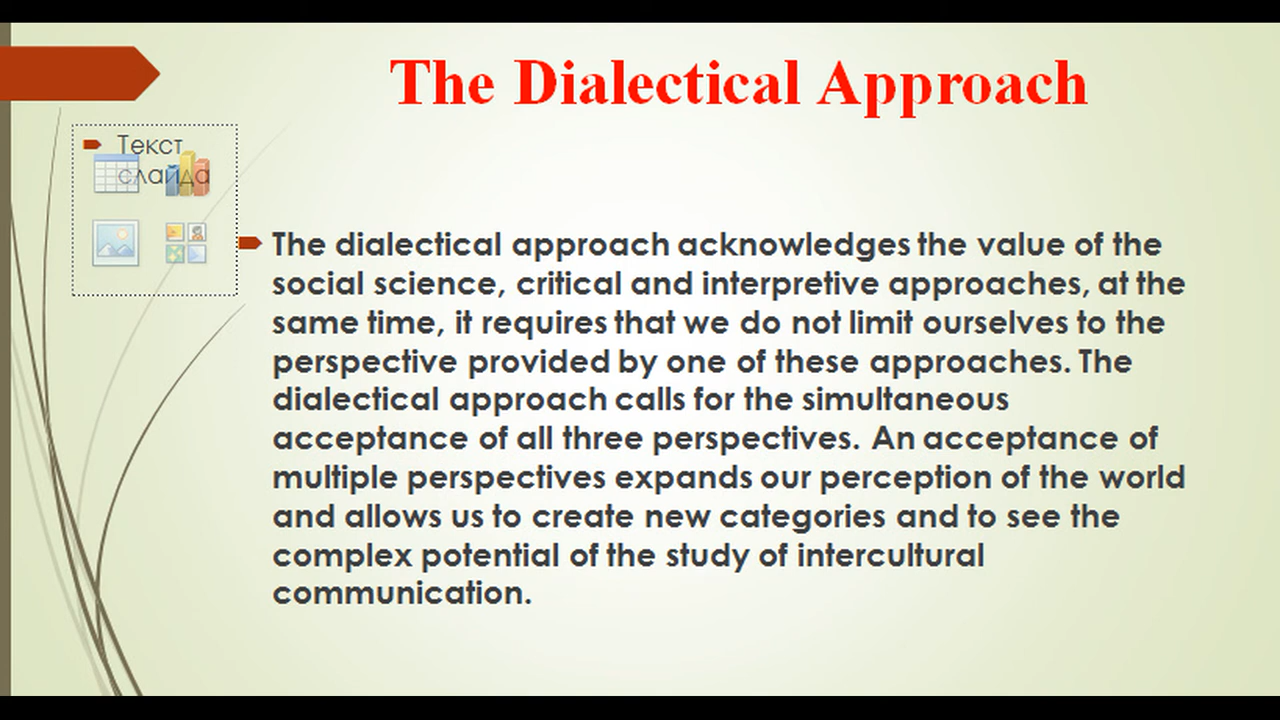 The Dialectical Approach
Текст
слайда
The dialectical approach acknowledges the value of the
social science, critical and interpretive approaches, at the
same time, it requires that we do not limit ourselves to the
perspective provided by one of these approaches. The
dialectical approach calls for the simultaneous
acceptance of all three perspectives. An acceptance of
multiple perspectives expands our perception of the world
and allows us to create new categories and to see the
complex potential of the study of intercultural
communication.